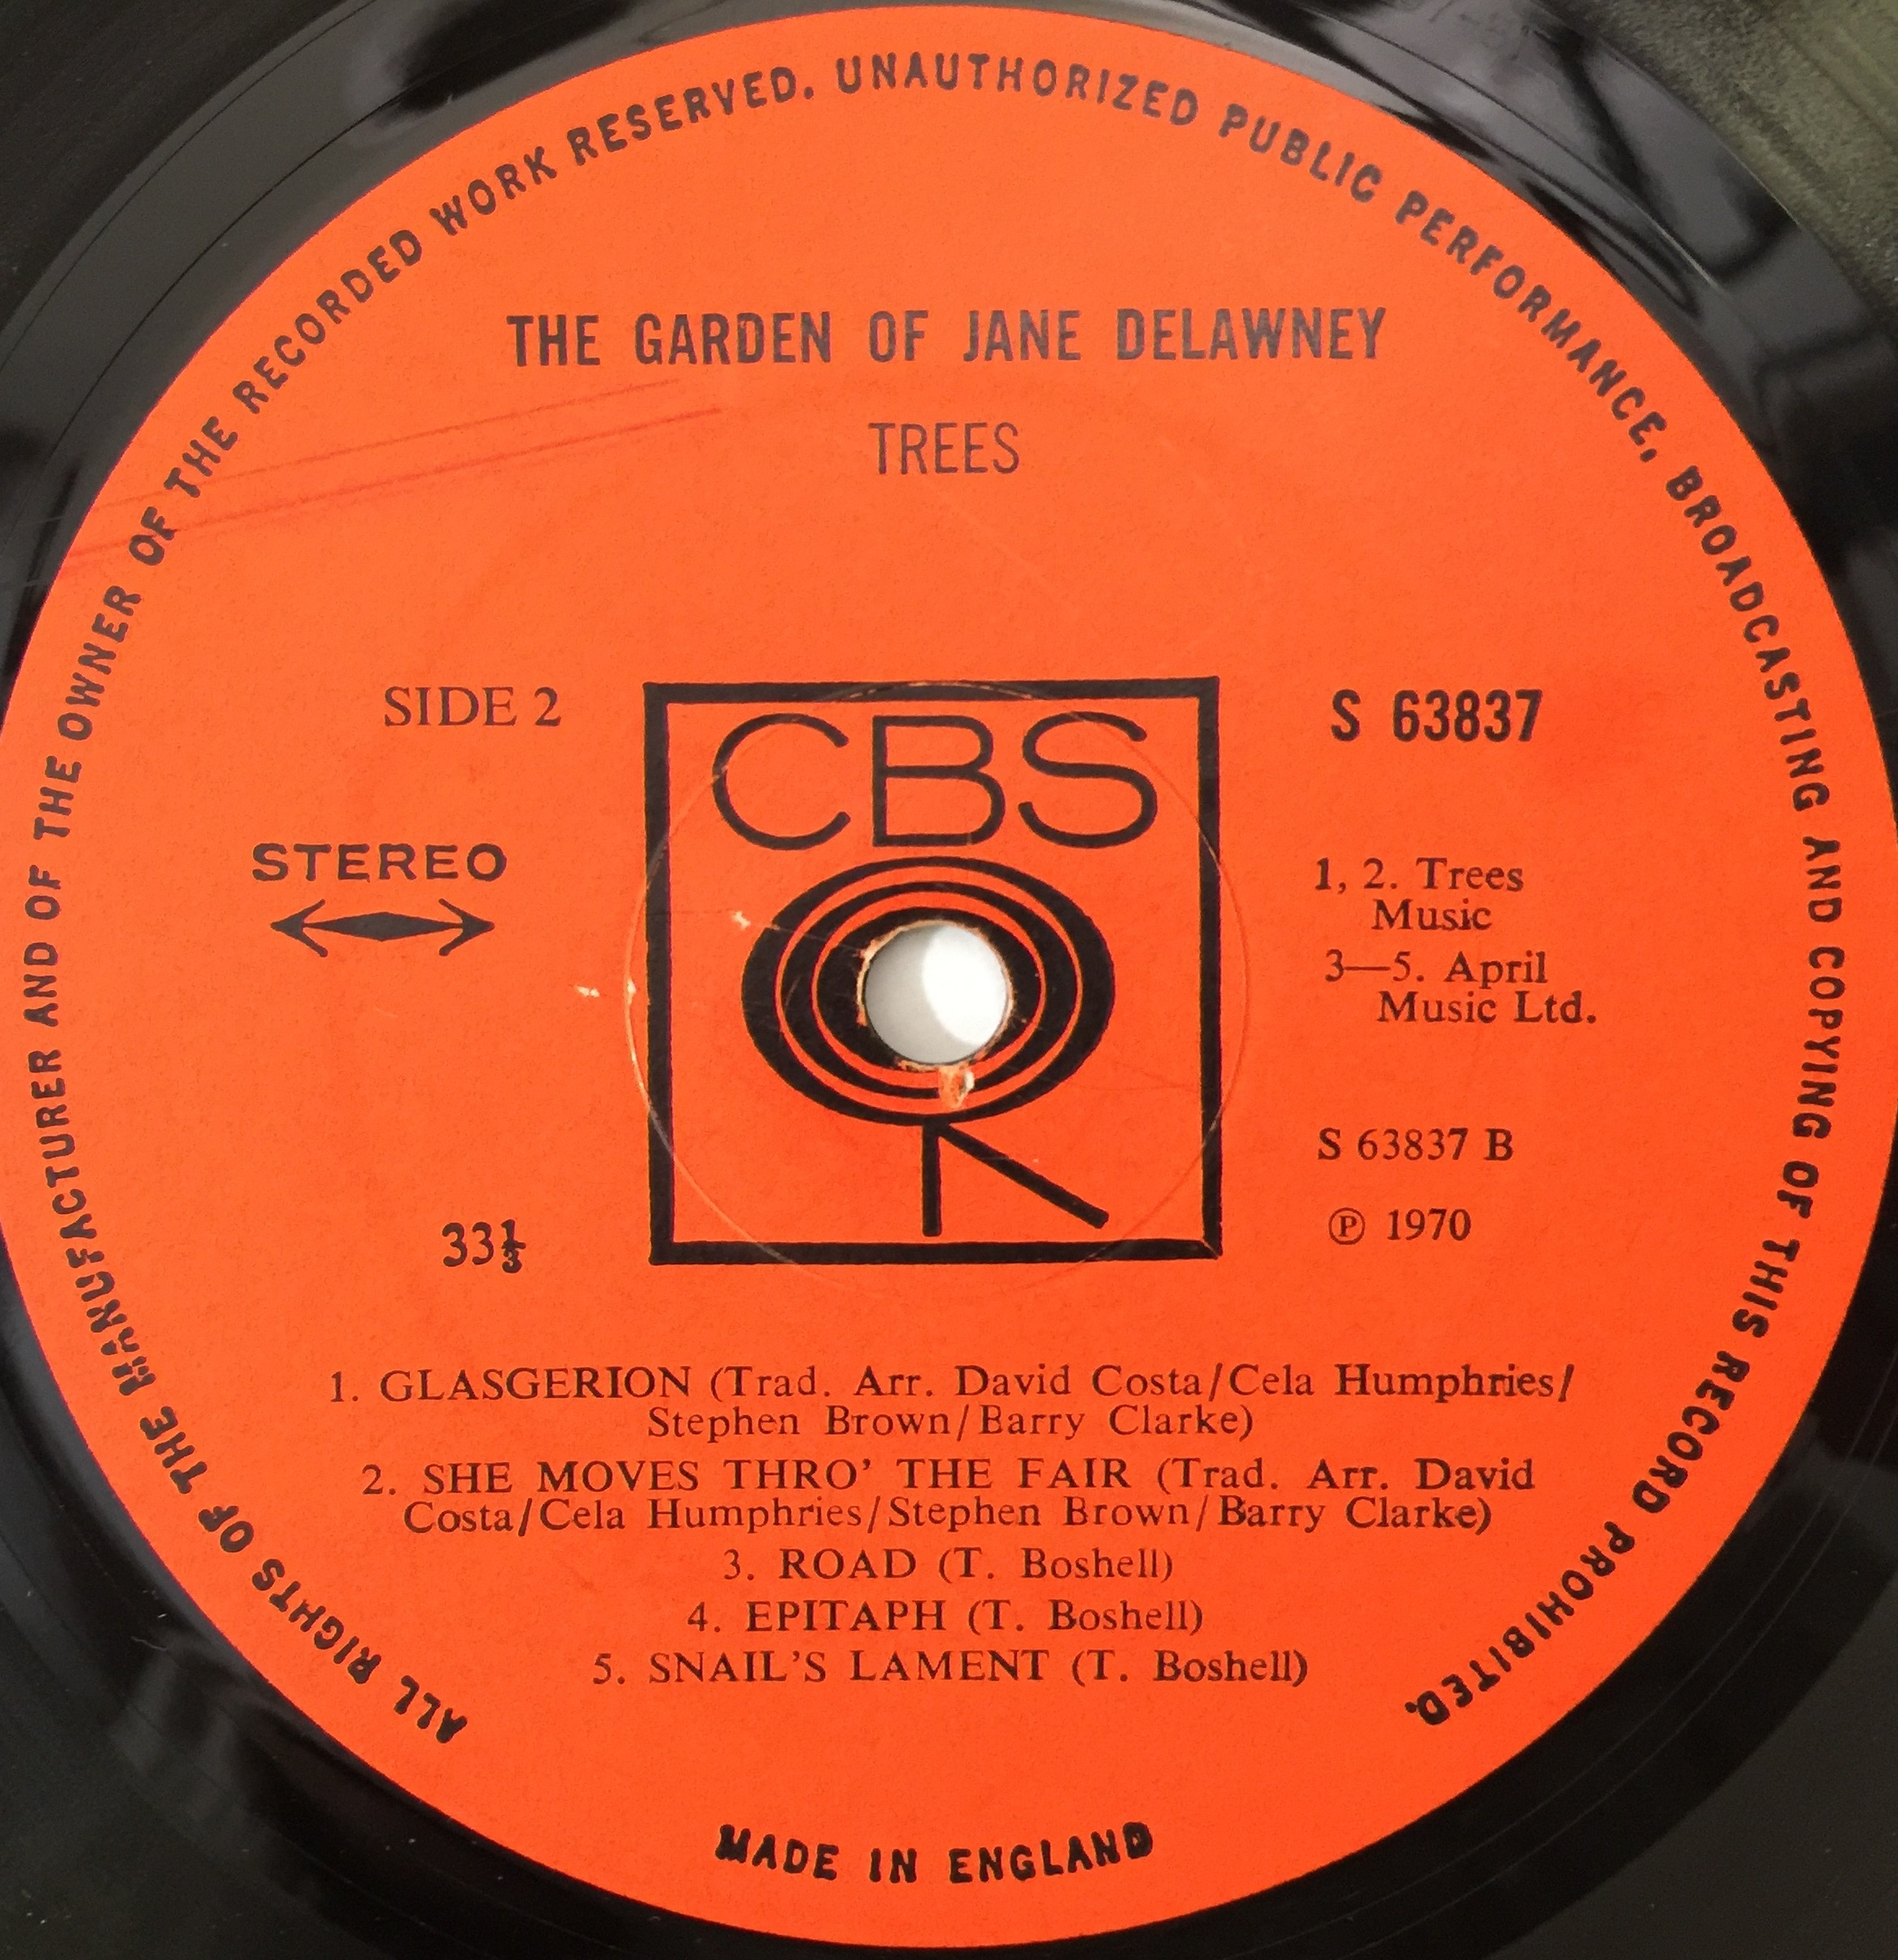 ALL RIGHTS OF THE MANUFACTURER AND OF THE OWNER OF THE RECORDED WORK RESERVED. UNAUTHORIZED PUBLIC PERFORMANCE, BROADCASTING AND COPYING OF THIS RECORD PROHIBITED.
THE GARDEN OF JANE DELAWNEY
TREES
SIDE 2
CBS
S 63837
STEREO
1, 2. Trees
Music
3—5. April
Music Ltd.
S 63837 B
℗ 1970
33⅓
1. GLASGERION (Trad. Arr. David Costa/Cela Humphries/
Stephen Brown/Barry Clarke)
2. SHE MOVES THRO' THE FAIR (Trad. Arr. David
Costa/Cela Humphries/Stephen Brown/Barry Clarke)
3. ROAD (T. Boshell)
4. EPITAPH (T. Boshell)
5. SNAIL'S LAMENT (T. Boshell)
MADE IN ENGLAND